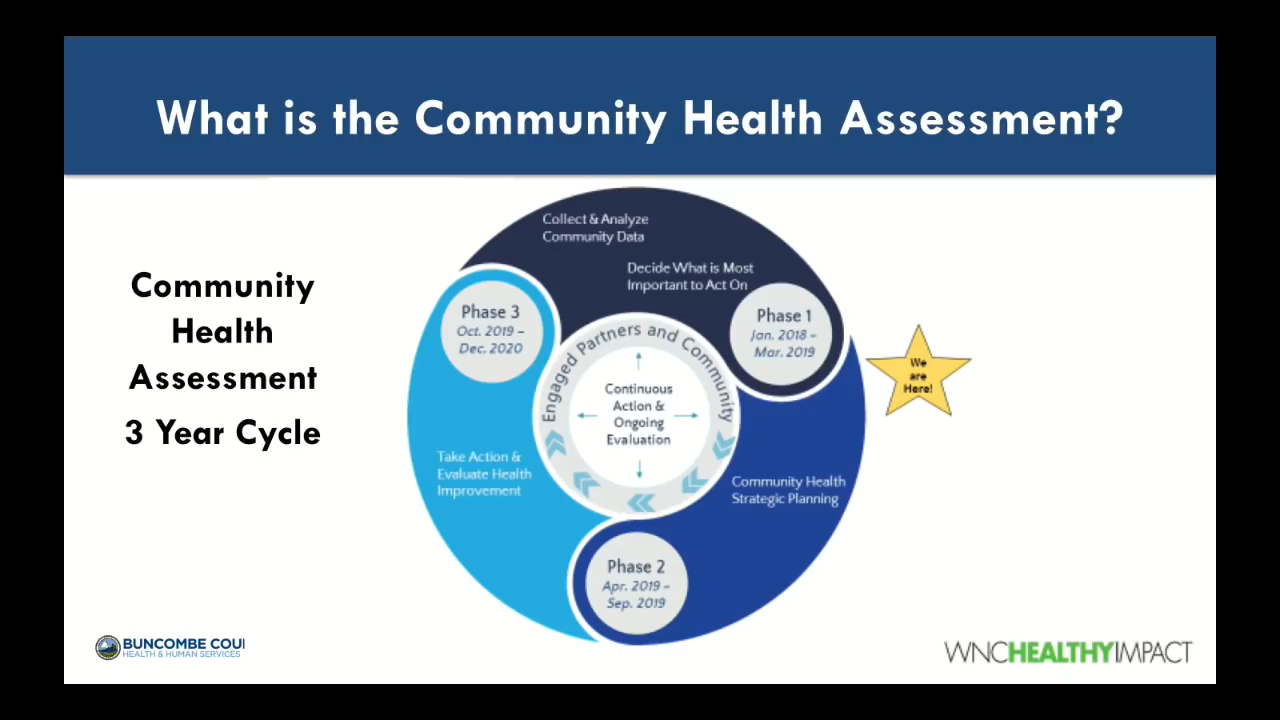 What is the Community Health Assessment?
Community
Health
Assessment
3 Year Cycle
Collect & Analyze
Community Data
Decide What is Most
Important to Act On
Phase 1
Jan. 2018 –
Mar. 2019
Phase 3
Oct. 2019 –
Dec. 2020
Engaged Partners and Community
Continuous
Action &
Ongoing
Evaluation
We
are
Here!
Take Action &
Evaluate Health
Improvement
Community Health
Strategic Planning
Phase 2
Apr. 2019 –
Sep. 2019
BUNCOMBE COU
HEALTH & HUMAN SERVICES
WNCHEALTHYIMPACT